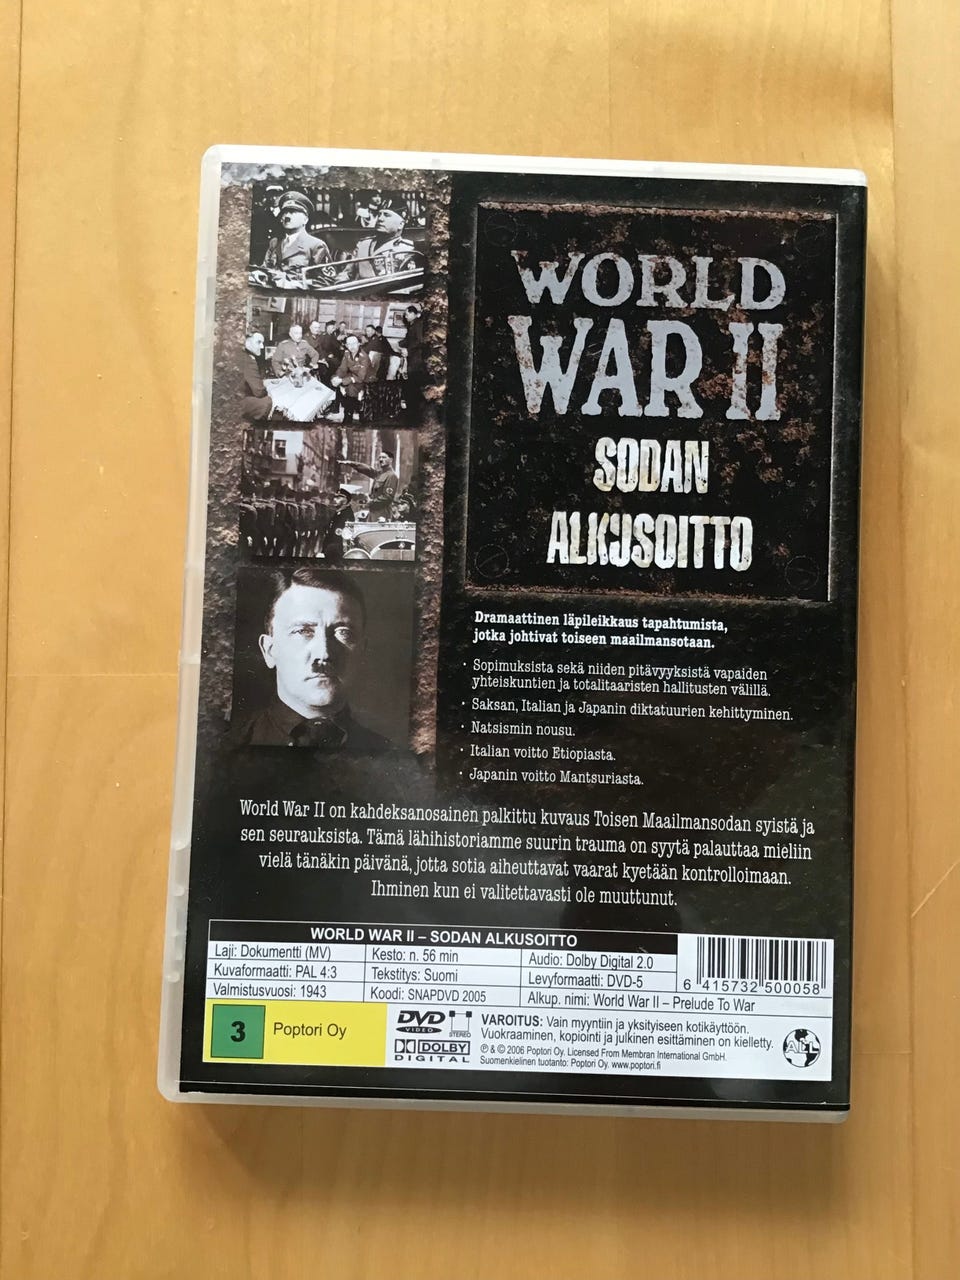 WORLD
WAR II
SODAN
ALKUSOITTO
Dramaattinen läpileikkaus tapahtumista,
jotka johtivat toiseen maailmansotaan.
· Sopimuksista sekä niiden pitävyyksistä vapaiden
yhteiskuntien ja totalitaaristen hallitusten välillä.
· Saksan, Italian ja Japanin diktatuurien kehittyminen.
· Natsismin nousu.
· Italian voitto Etiopiasta.
· Japanin voitto Mantsuriasta.
World War II on kahdeksanosainen palkittu kuvaus Toisen Maailmansodan syistä ja
sen seurauksista. Tämä lähihistoriamme suurin trauma on syytä palauttaa mieliin
vielä tänäkin päivänä, jotta sotia aiheuttavat vaarat kyetään kontrolloimaan.
Ihminen kun ei valitettavasti ole muuttunut.
WORLD WAR II – SODAN ALKUSOITTO
Laji: Dokumentti (MV) Kesto: n. 56 min Audio: Dolby Digital 2.0
Kuvaformaatti: PAL 4:3 Tekstitys: Suomi Levyformaatti: DVD-5
Valmistusvuosi: 1943 Koodi: SNAPDVD 2005 Alkup. nimi: World War II – Prelude To War
6 415732 500058
3 Poptori Oy
DVD
VIDEO
STEREO
DOLBY
DIGITAL
VAROITUS: Vain myyntiin ja yksityiseen kotikäyttöön.
Vuokraaminen, kopiointi ja julkinen esittäminen on kielletty.
℗ & © 2006 Poptori Oy. Licensed From Membran International GmbH.
Suomenkielinen tuotanto: Poptori Oy. www.poptori.fi
ALL